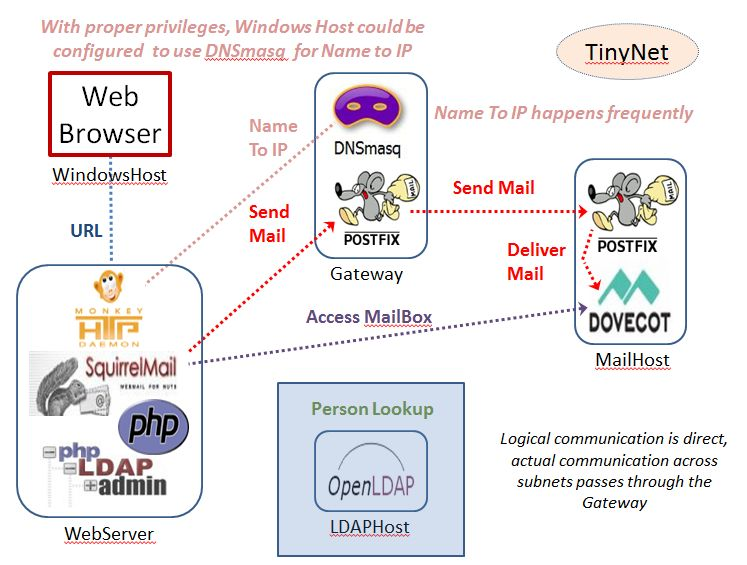 With proper privileges, Windows Host could be
configured to use DNSmasq for Name to IP
TinyNet
Web
Browser
WindowsHost
URL
Name
To IP
DNSmasq
Name To IP happens frequently
Send
Mail
POSTFIX
Gateway
Send Mail
MAIL
MAIL
POSTFIX
Deliver
Mail
DOVECOT
MailHost
Access MailBox
MONKEY
HTTP
DAEMON
SquirrelMail
WEBMAIL FOR NUTS
php
php
LDAP
admin
WebServer
Person Lookup
OpenLDAP
LDAPHost
Logical communication is direct,
actual communication across
subnets passes through the
Gateway